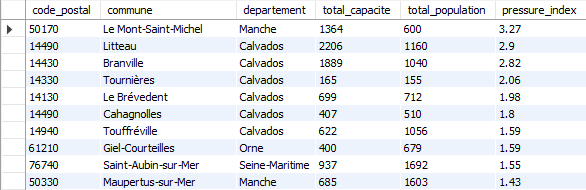 code_postal commune departement total_capacite total_population pressure_index
50170 Le Mont-Saint-Michel Manche 1364 600 3.27
14490 Litteau Calvados 2206 1160 2.9
14430 Branville Calvados 1889 1040 2.82
14330 Tournières Calvados 165 155 2.06
14130 Le Brévedent Calvados 699 712 1.98
14490 Cahagnolles Calvados 407 510 1.8
14940 Touffréville Calvados 622 1056 1.59
61210 Giel-Courteilles Orne 400 679 1.59
76740 Saint-Aubin-sur-Mer Seine-Maritime 937 1692 1.55
50330 Maupertus-sur-Mer Manche 685 1603 1.43